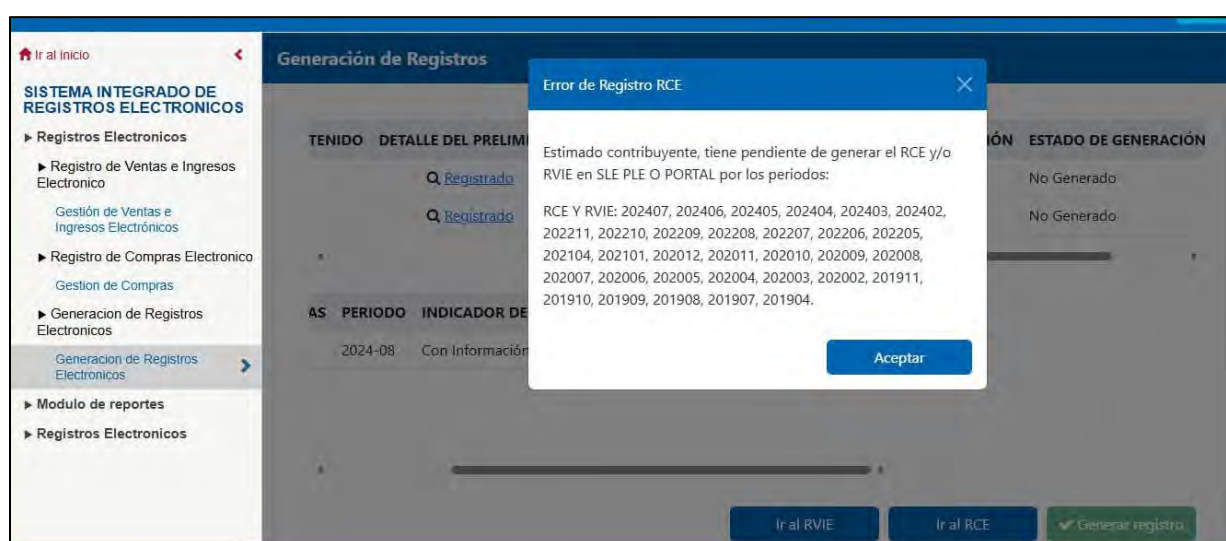 Ir al inicio
Generación de Registros
SISTEMA INTEGRADO DE
REGISTROS ELECTRONICOS
Registros Electronicos
Registro de Ventas e Ingresos
Electronico
Gestión de Ventas e
Ingresos Electrónicos
Registro de Compras Electronico
Gestion de Compras
Generacion de Registros
Electronicos
Generacion de Registros
Electronicos
Modulo de reportes
Registros Electronicos
TENIDO DETALLE DEL PRELIMI
IÓN ESTADO DE GENERACIÓN
Registrado
No Generado
Registrado
No Generado
AS PERIODO INDICADOR DE
2024-08 Con Información
Error de Registro RCE
Estimado contribuyente, tiene pendiente de generar el RCE y/o
RVIE en SLE PLE O PORTAL por los periodos:
RCE Y RVIE: 202407, 202406, 202405, 202404, 202403, 202402,
202211, 202210, 202209, 202208, 202207, 202206, 202205,
202104, 202101, 202012, 202011, 202010, 202009, 202008,
202007, 202006, 202005, 202004, 202003, 202002, 201911,
201910, 201909, 201908, 201907, 201904.
Aceptar
Ir al RVIE
Ir al RCE
Generar registro